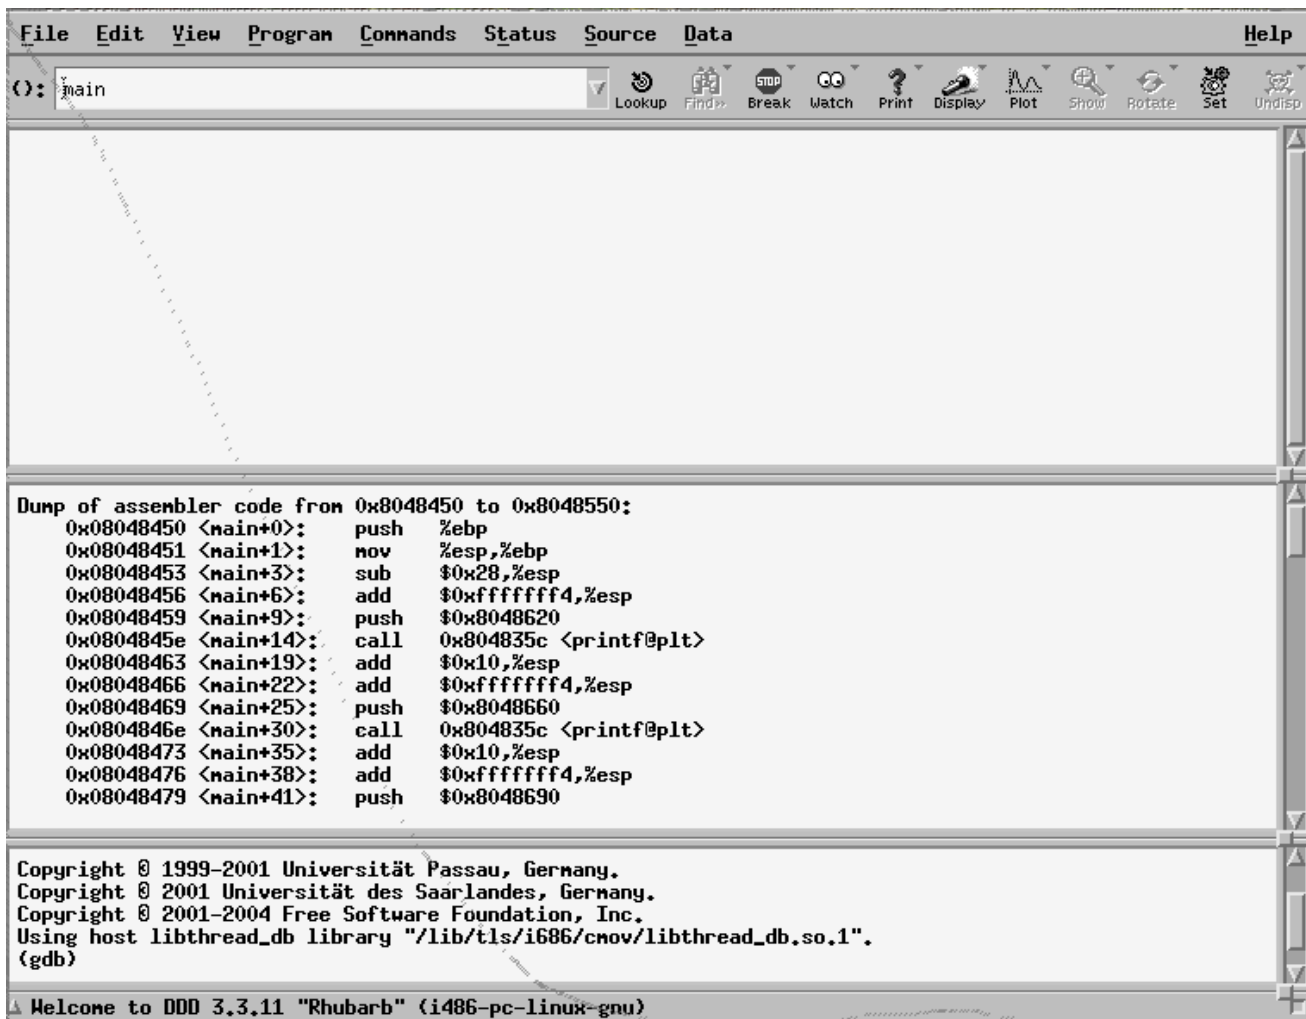 File Edit View Program Commands Status Source Data Help
(): main
Lookup Find» STOP Break Watch Print Display Plot Show Rotate Set Undisp
Dump of assembler code from 0x8048450 to 0x8048550:
0x08048450 <main+0>: push %ebp
0x08048451 <main+1>: mov %esp,%ebp
0x08048453 <main+3>: sub $0x28,%esp
0x08048456 <main+6>: add $0xfffffff4,%esp
0x08048459 <main+9>: push $0x8048620
0x0804845e <main+14>: call 0x804835c <printf@plt>
0x08048463 <main+19>: add $0x10,%esp
0x08048466 <main+22>: add $0xfffffff4,%esp
0x08048469 <main+25>: push $0x8048660
0x0804846e <main+30>: call 0x804835c <printf@plt>
0x08048473 <main+35>: add $0x10,%esp
0x08048476 <main+38>: add $0xfffffff4,%esp
0x08048479 <main+41>: push $0x8048690
Copyright © 1999-2001 Universität Passau, Germany.
Copyright © 2001 Universität des Saarlandes, Germany.
Copyright © 2001-2004 Free Software Foundation, Inc.
Using host libthread_db library "/lib/tls/i686/cmov/libthread_db.so.1".
(gdb)
Welcome to DDD 3.3.11 "Rhubarb" (i486-pc-linux-gnu)